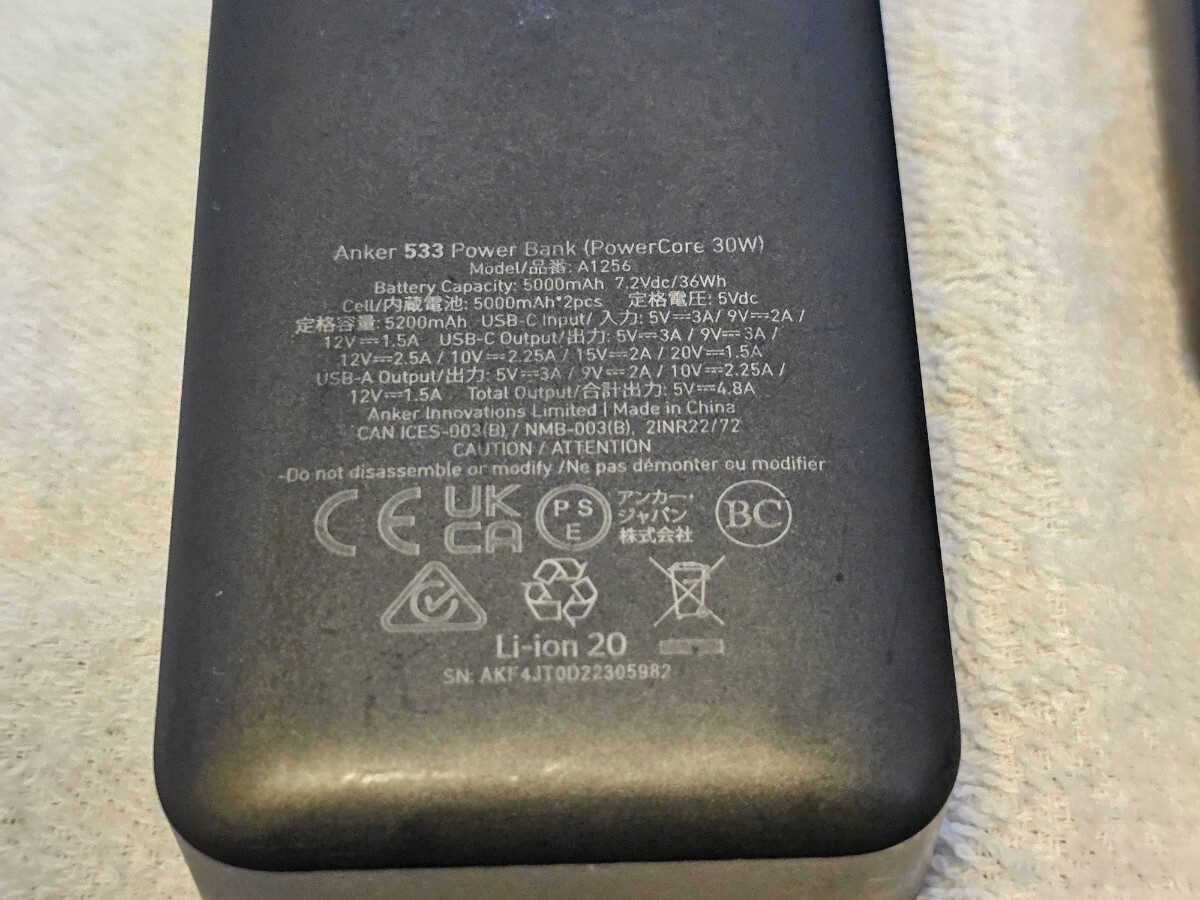 Anker 533 Power Bank (PowerCore 30W)
Model/品番: A1256
Battery Capacity: 5000mAh 7.2Vdc/36Wh
Cell/内蔵電池: 5000mAh*2pcs 定格電圧: 5Vdc
定格容量: 5200mAh USB-C Input/ 入力: 5V⎓3A/ 9V⎓2A /
12V⎓1.5A USB-C Output/出力: 5V⎓3A / 9V⎓3A /
12V⎓2.5A / 10V⎓2.25A / 15V⎓2A / 20V⎓1.5A
USB-A Output/出力: 5V⎓3A / 9V⎓2A / 10V⎓2.25A /
12V⎓1.5A Total Output/合計出力: 5V⎓4.8A
Anker Innovations Limited | Made in China
CAN ICES-003(B) / NMB-003(B), 2INR22/72
CAUTION / ATTENTION
-Do not disassemble or modify /Ne pas démonter ou modifier
CE UK CA PSE アンカー・ジャパン株式会社 BC
Li-ion 20
SN: AKF4JT0D22305982